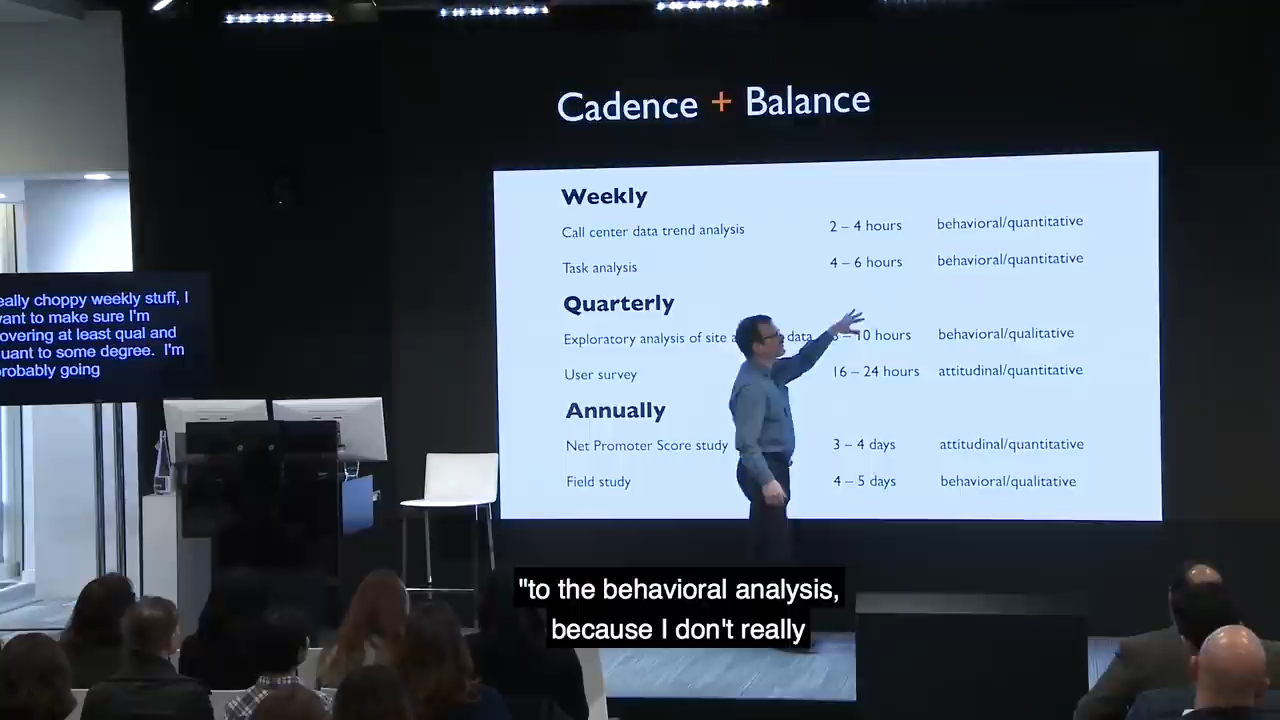 Cadence + Balance
Weekly
Call center data trend analysis 2 – 4 hours behavioral/quantitative
Task analysis 4 – 6 hours behavioral/quantitative
Quarterly
Exploratory analysis of site data 10 hours behavioral/qualitative
User survey 16 – 24 hours attitudinal/quantitative
Annually
Net Promoter Score study 3 – 4 days attitudinal/quantitative
Field study 4 – 5 days behavioral/qualitative
eally choppy weekly stuff, I
vant to make sure I'm
overing at least qual and
uant to some degree. I'm
probably going
"to the behavioral analysis,
because I don't really